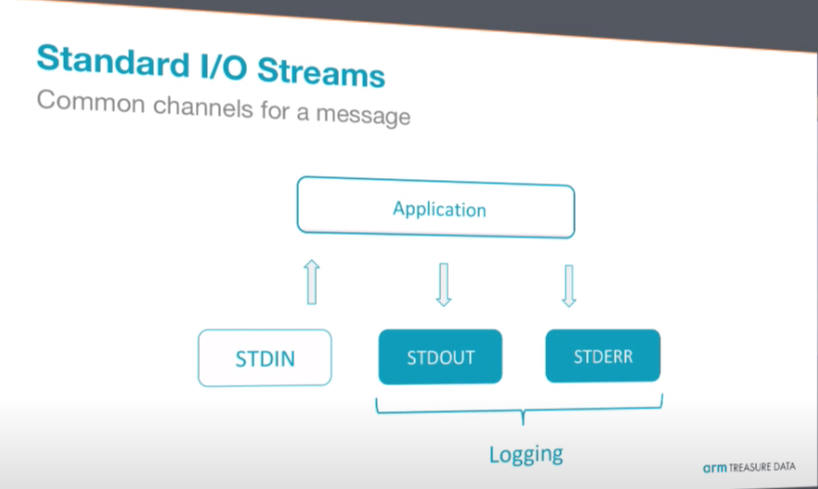 Standard I/O Streams
Common channels for a message
Application
STDIN
STDOUT
STDERR
Logging
arm TREASURE DATA